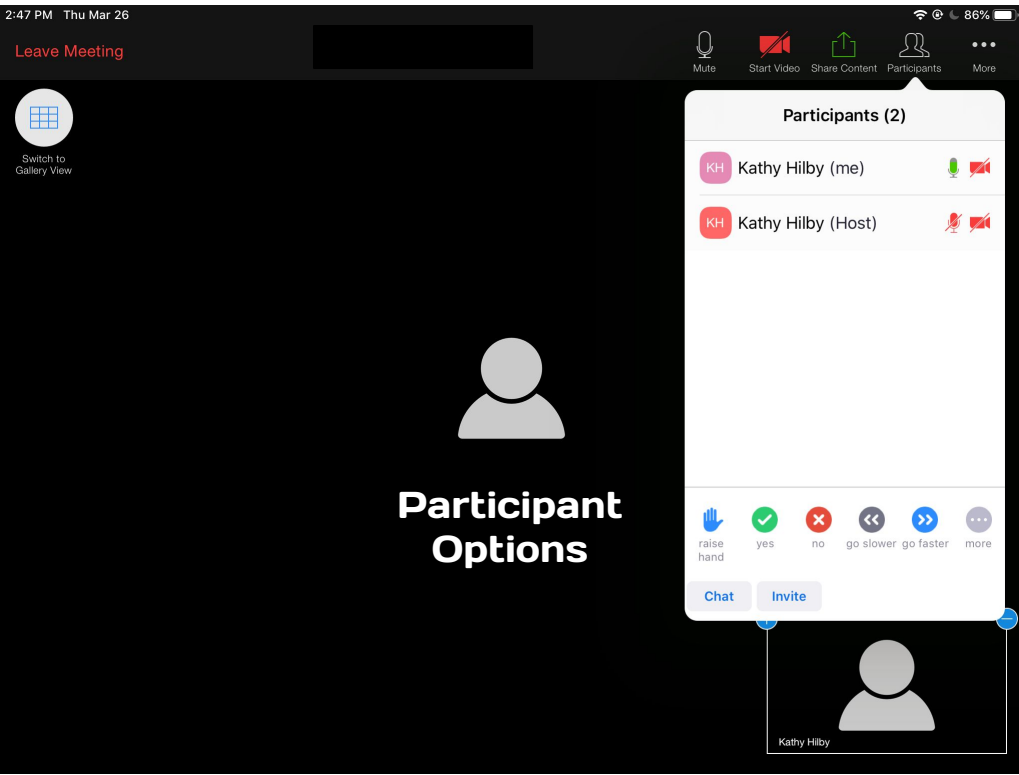 2:47 PM Thu Mar 26
86%
Leave Meeting
Mute
Start Video
Share Content
Participants
More
Switch to
Gallery View
Participants (2)
KH Kathy Hilby (me)
KH Kathy Hilby (Host)
Participant
Options
raise
hand
yes
no
go slower
go faster
more
Chat
Invite
Kathy Hilby